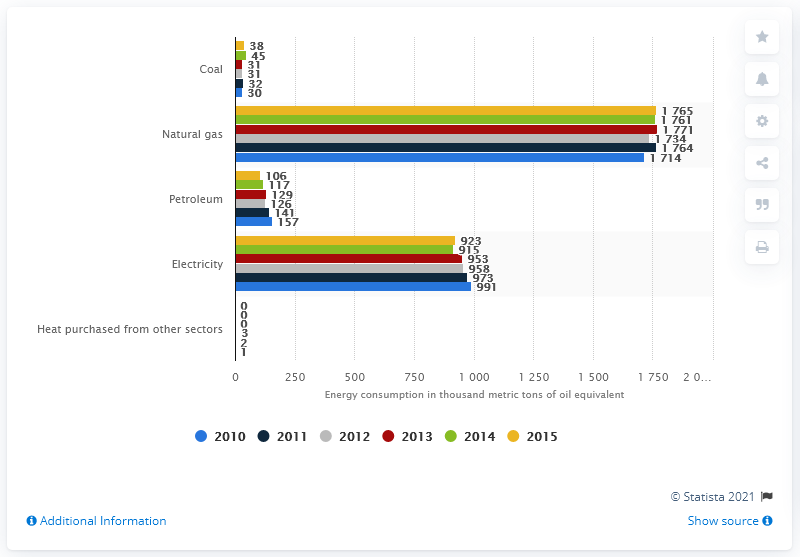 Coal
38
45
31
31
32
30
Natural gas
1 765
1 761
1 771
1 734
1 764
1 714
Petroleum
106
117
129
126
141
157
Electricity
923
915
953
958
973
991
Heat purchased from other sectors
0
0
0
3
2
1
0 250 500 750 1 000 1 250 1 500 1 750 2 0...
Energy consumption in thousand metric tons of oil equivalent
2010 2011 2012 2013 2014 2015
© Statista 2021
Additional Information
Show source